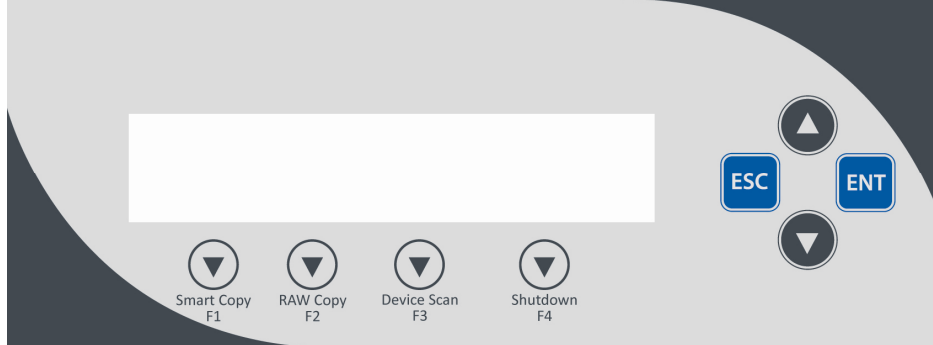 ESC
ENT
Smart Copy
F1
RAW Copy
F2
Device Scan
F3
Shutdown
F4